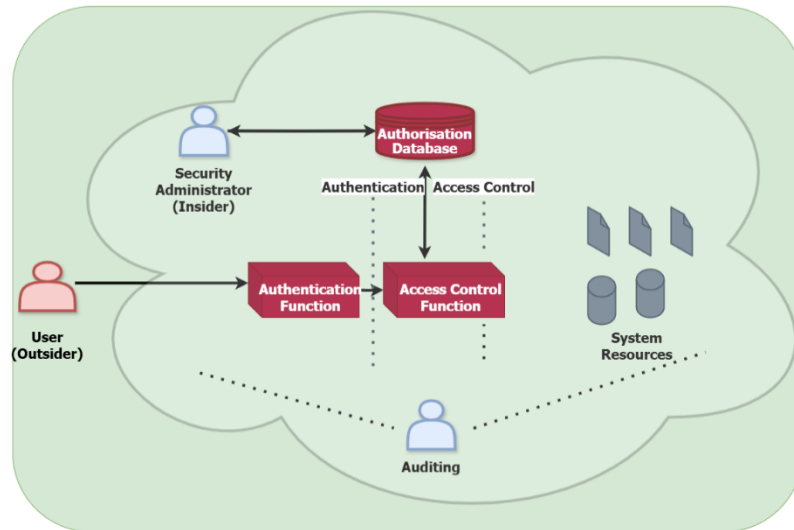 Authorisation
Database
Security
Administrator
(Insider)
Authentication
Access Control
Authentication
Function
Access Control
Function
User
(Outsider)
System
Resources
Auditing